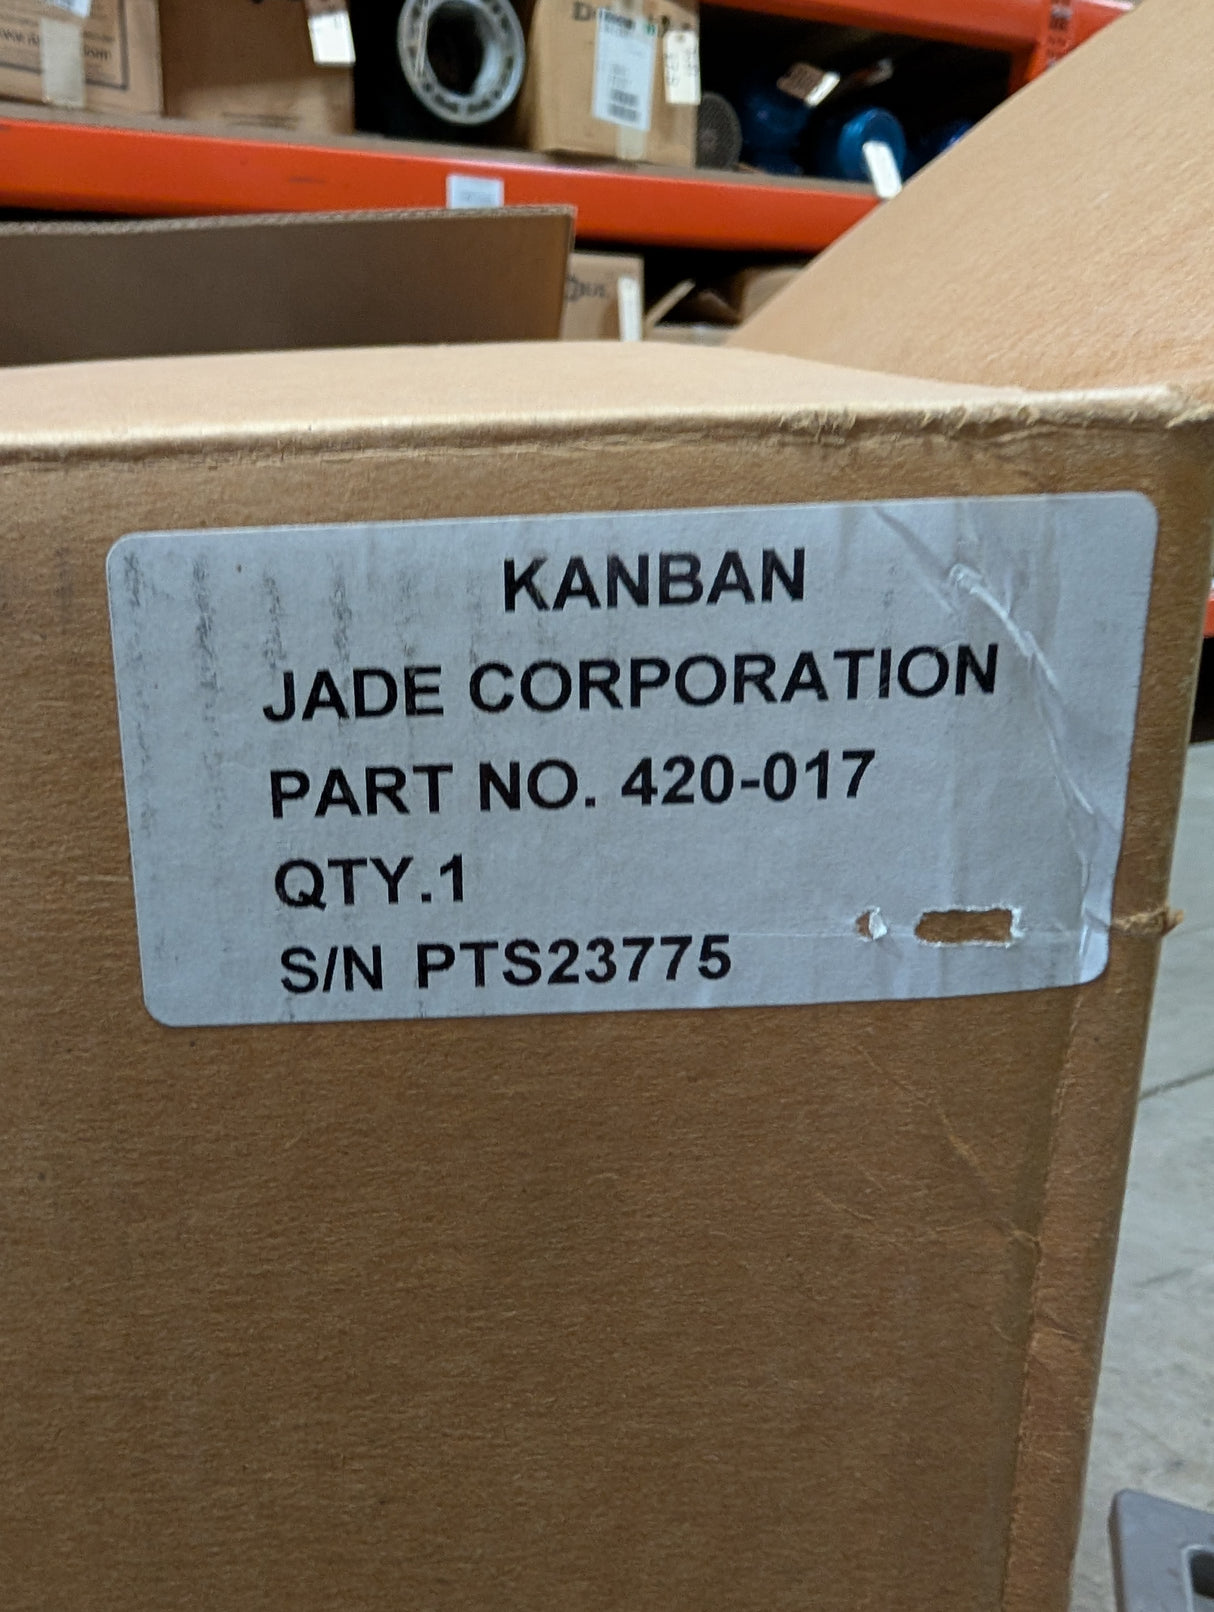 KANBAN
JADE CORPORATION
PART NO. 420-017
QTY.1
S/N PTS23775